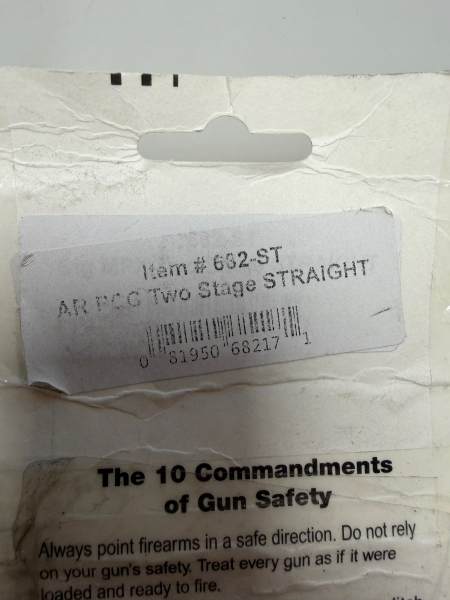 Item # 682-ST
AR PCC Two Stage STRAIGHT
0 81950 68217 1
The 10 Commandments
of Gun Safety
Always point firearms in a safe direction. Do not rely
on your gun's safety. Treat every gun as if it were
loaded and ready to fire.